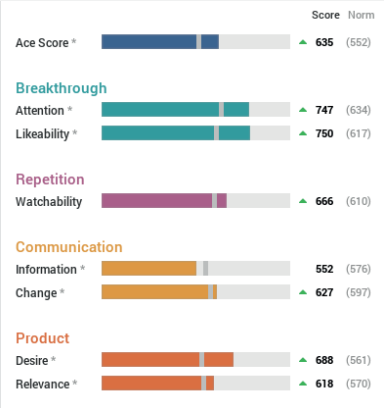 Score Norm
Ace Score * 635 (552)
Breakthrough
Attention * 747 (634)
Likeability * 750 (617)
Repetition
Watchability 666 (610)
Communication
Information * 552 (576)
Change * 627 (597)
Product
Desire * 688 (561)
Relevance * 618 (570)